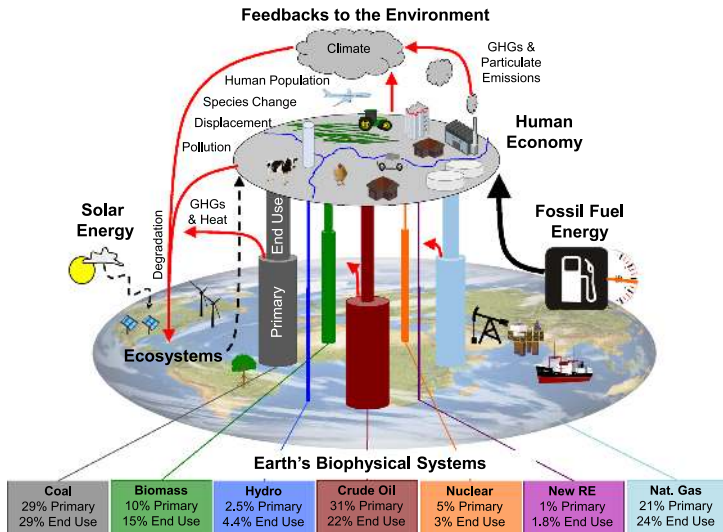 Feedbacks to the Environment
Climate
GHGs &
Particulate
Emissions
Human Population
Species Change
Displacement
Pollution
Human
Economy
Solar
Energy
GHGs
& Heat
Degradation
End Use
Primary
Fossil Fuel
Energy
Ecosystems
Earth's Biophysical Systems
Coal
29% Primary
29% End Use
Biomass
10% Primary
15% End Use
Hydro
2.5% Primary
4.4% End Use
Crude Oil
31% Primary
22% End Use
Nuclear
5% Primary
3% End Use
New RE
1% Primary
1.8% End Use
Nat. Gas
21% Primary
24% End Use